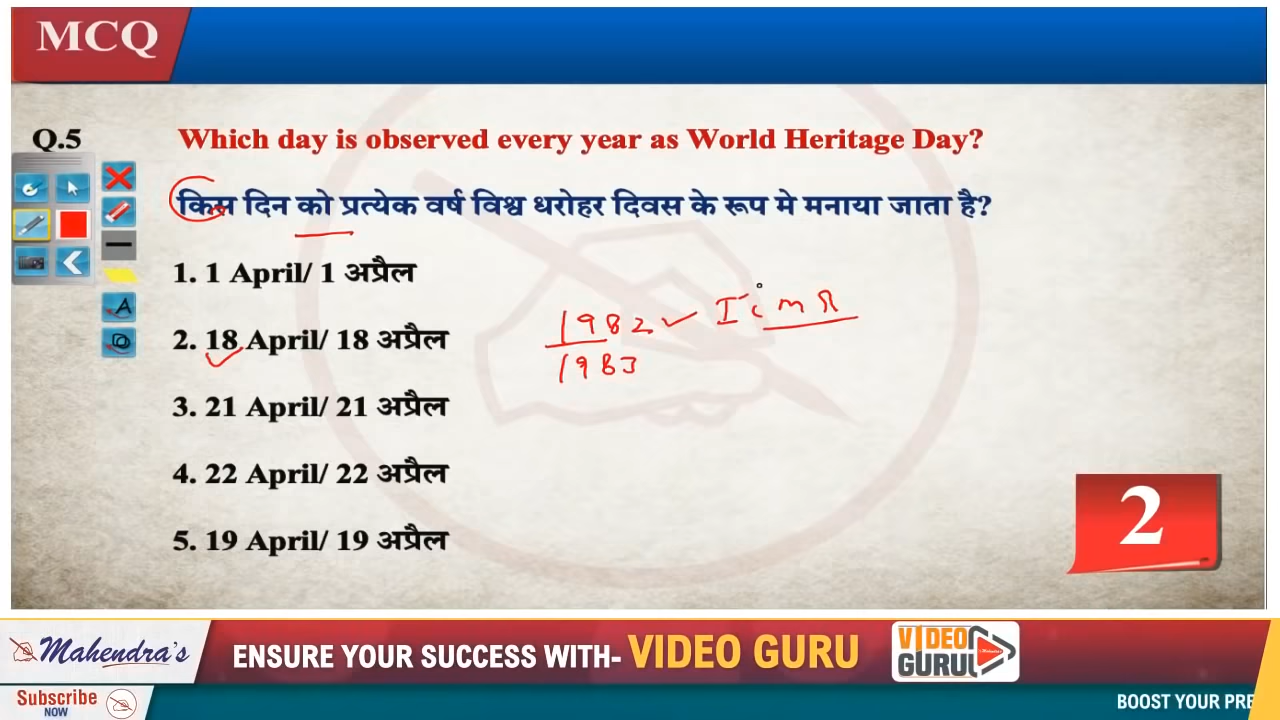 MCQ
Q.5 Which day is observed every year as World Heritage Day?
किस दिन को प्रत्येक वर्ष विश्व धरोहर दिवस के रूप मे मनाया जाता है?
1. 1 April/ 1 अप्रैल
2. 18 April/ 18 अप्रैल
1982
1983
3. 21 April/ 21 अप्रैल
4. 22 April/ 22 अप्रैल
5. 19 April/ 19 अप्रैल
2
Mahendra's
ENSURE YOUR SUCCESS WITH- VIDEO GURU
VIDEO
GURU
Subscribe
NOW
BOOST YOUR PRE